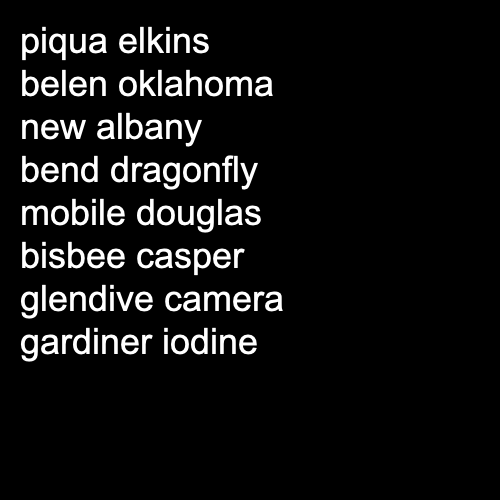 piqua elkins
belen oklahoma
new albany
bend dragonfly
mobile douglas
bisbee casper
glendive camera
gardiner iodine